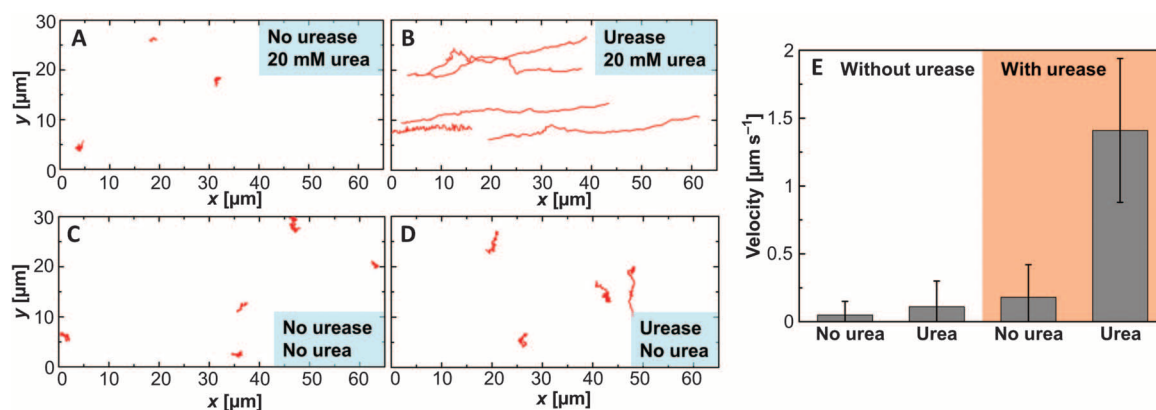 A
No urease
20 mM urea
y [µm]
30
20
10
0
0 10 20 30 40 50 60
x [µm]
B
Urease
20 mM urea
0 10 20 30 40 50 60
x [µm]
C
No urease
No urea
y [µm]
30
20
10
0
0 10 20 30 40 50 60
x [µm]
D
Urease
No urea
0 10 20 30 40 50 60
x [µm]
E
Without urease
With urease
Velocity [µm s⁻¹]
2
1.5
1
0.5
0
No urea Urea No urea Urea